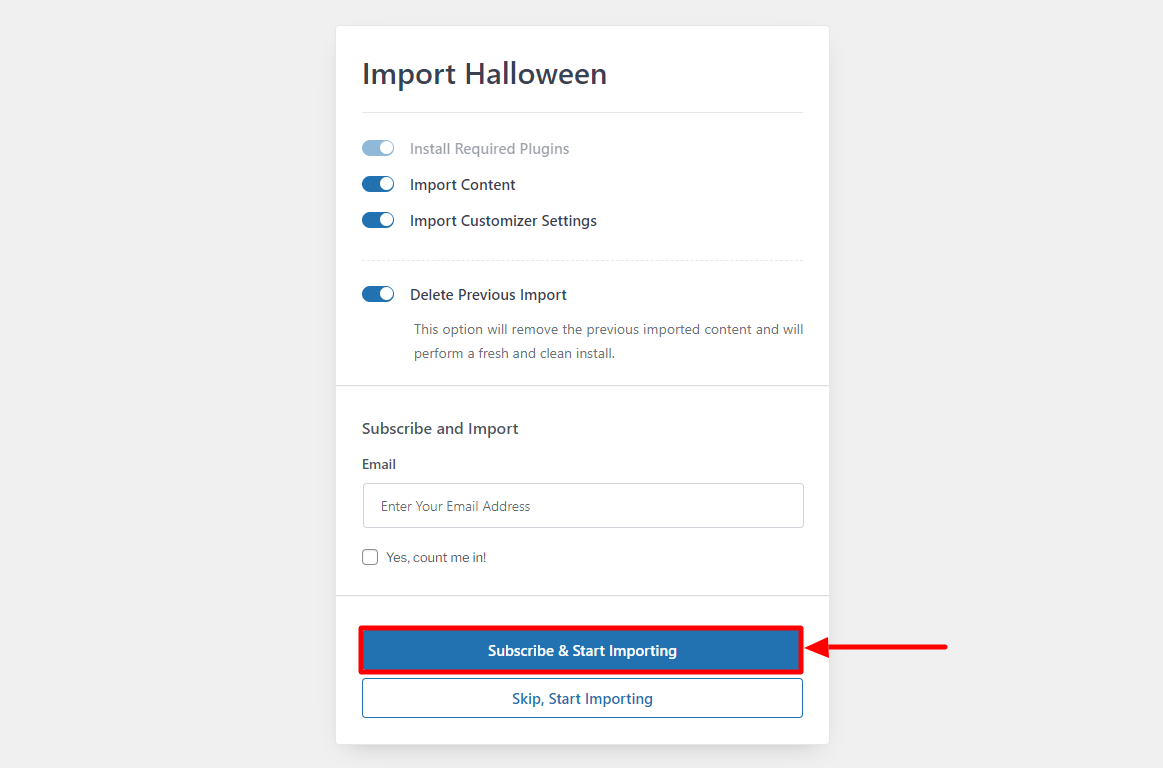 Import Halloween
Install Required Plugins
Import Content
Import Customizer Settings
Delete Previous Import
This option will remove the previous imported content and will
perform a fresh and clean install.
Subscribe and Import
Email
Enter Your Email Address
Yes, count me in!
Subscribe & Start Importing
Skip, Start Importing